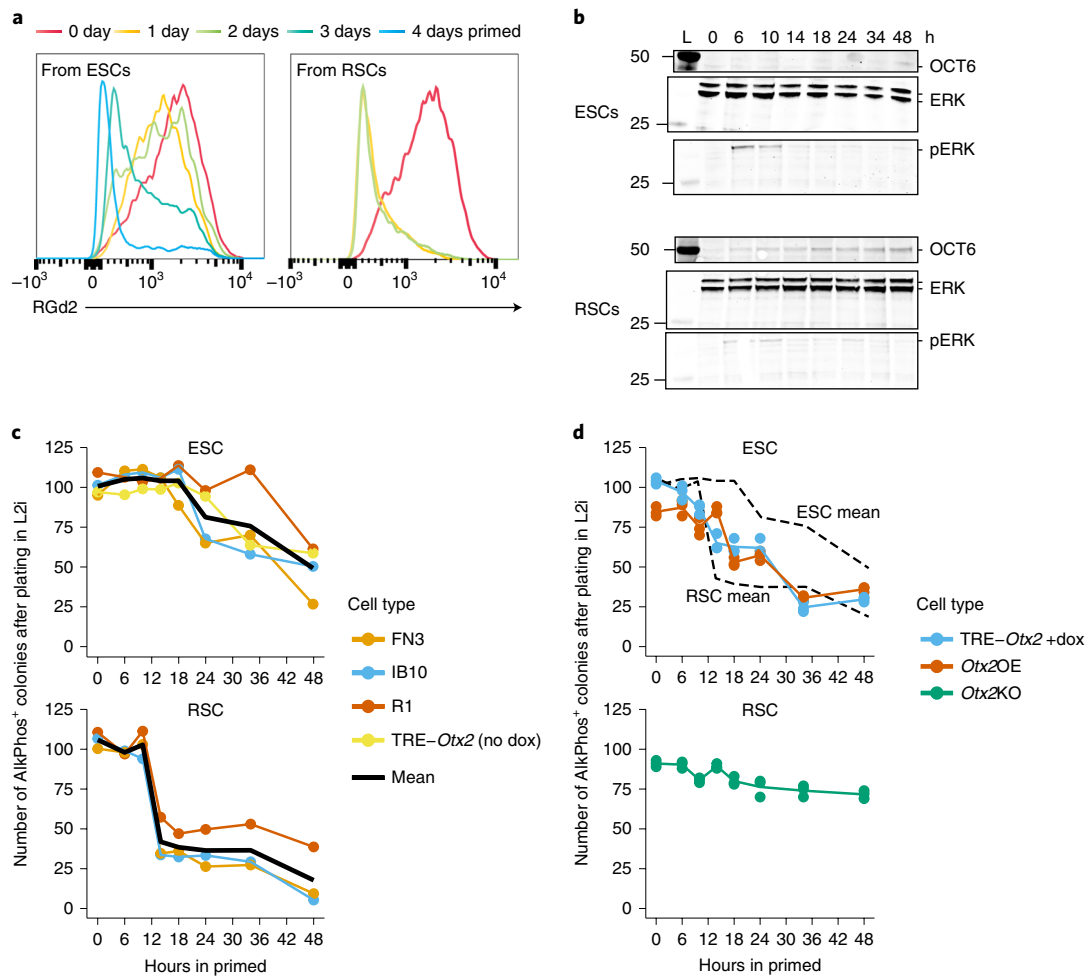 a
0 day 1 day 2 days 3 days 4 days primed
From ESCs
From RSCs
−10³ 0 10³ 10⁴
−10³ 0 10³ 10⁴
RGd2
b
L 0 6 10 14 18 24 34 48 h
50
OCT6
ESCs
ERK
25
pERK
25
50
OCT6
RSCs
ERK
25
pERK
25
c
ESC
125
100
75
50
25
0
0 6 12 18 24 30 36 42 48
RSC
125
100
75
50
25
0
0 6 12 18 24 30 36 42 48
Hours in primed
Number of AlkPhos⁺ colonies after plating in L2i
Cell type
FN3
IB10
R1
TRE−Otx2 (no dox)
Mean
d
ESC
125
100
75
50
25
0
ESC mean
RSC mean
0 6 12 18 24 30 36 42 48
RSC
125
100
75
50
25
0
0 6 12 18 24 30 36 42 48
Hours in primed
Number of AlkPhos⁺ colonies after plating in L2i
Cell type
TRE−Otx2 +dox
Otx2OE
Otx2KO